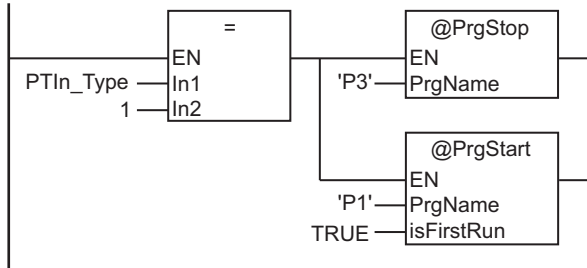 =
EN
PTIn_Type In1
1 In2
@PrgStop
EN
'P3' PrgName
@PrgStart
EN
'P1' PrgName
TRUE isFirstRun